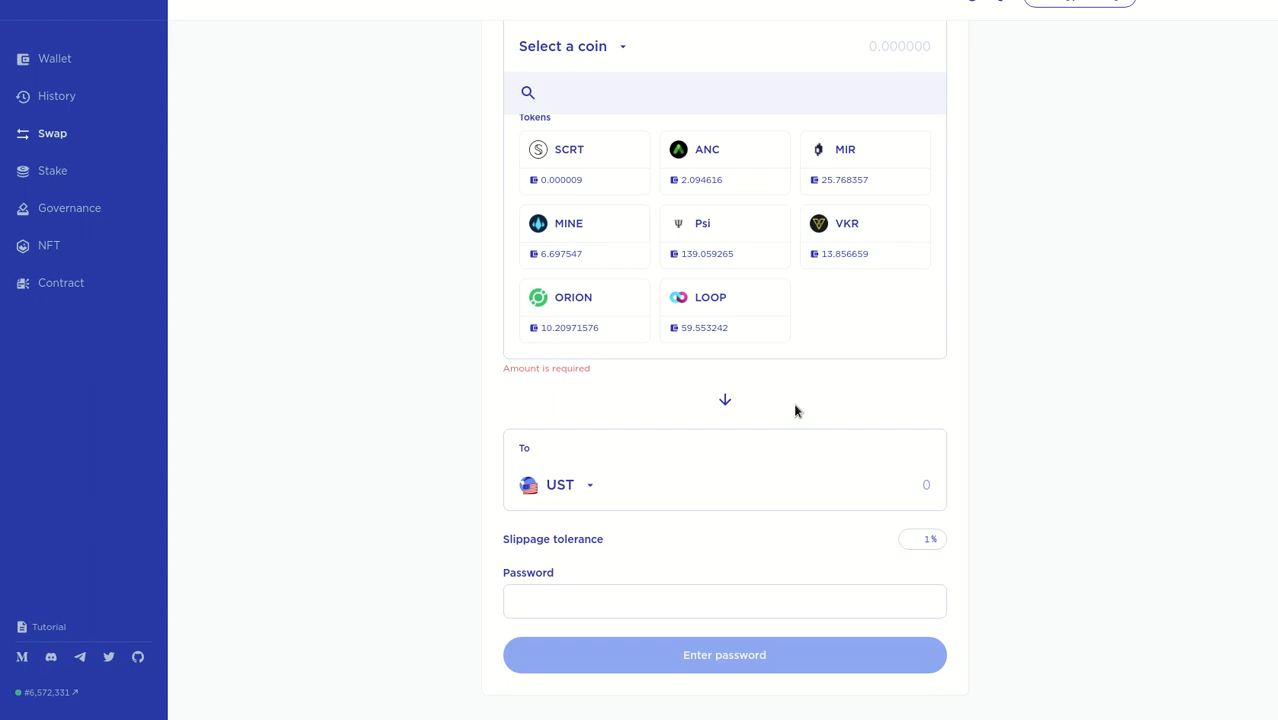 Wallet
History
Swap
Stake
Governance
NFT
Contract
Tutorial
#6,572,331
Select a coin
0.000000
Tokens
SCRT
ANC
MIR
0.000009
2.094616
25.768357
MINE
Psi
VKR
6.697547
139.059265
13.856659
ORION
LOOP
10.20971576
59.553242
Amount is required
To
UST
0
Slippage tolerance
1 %
Password
Enter password